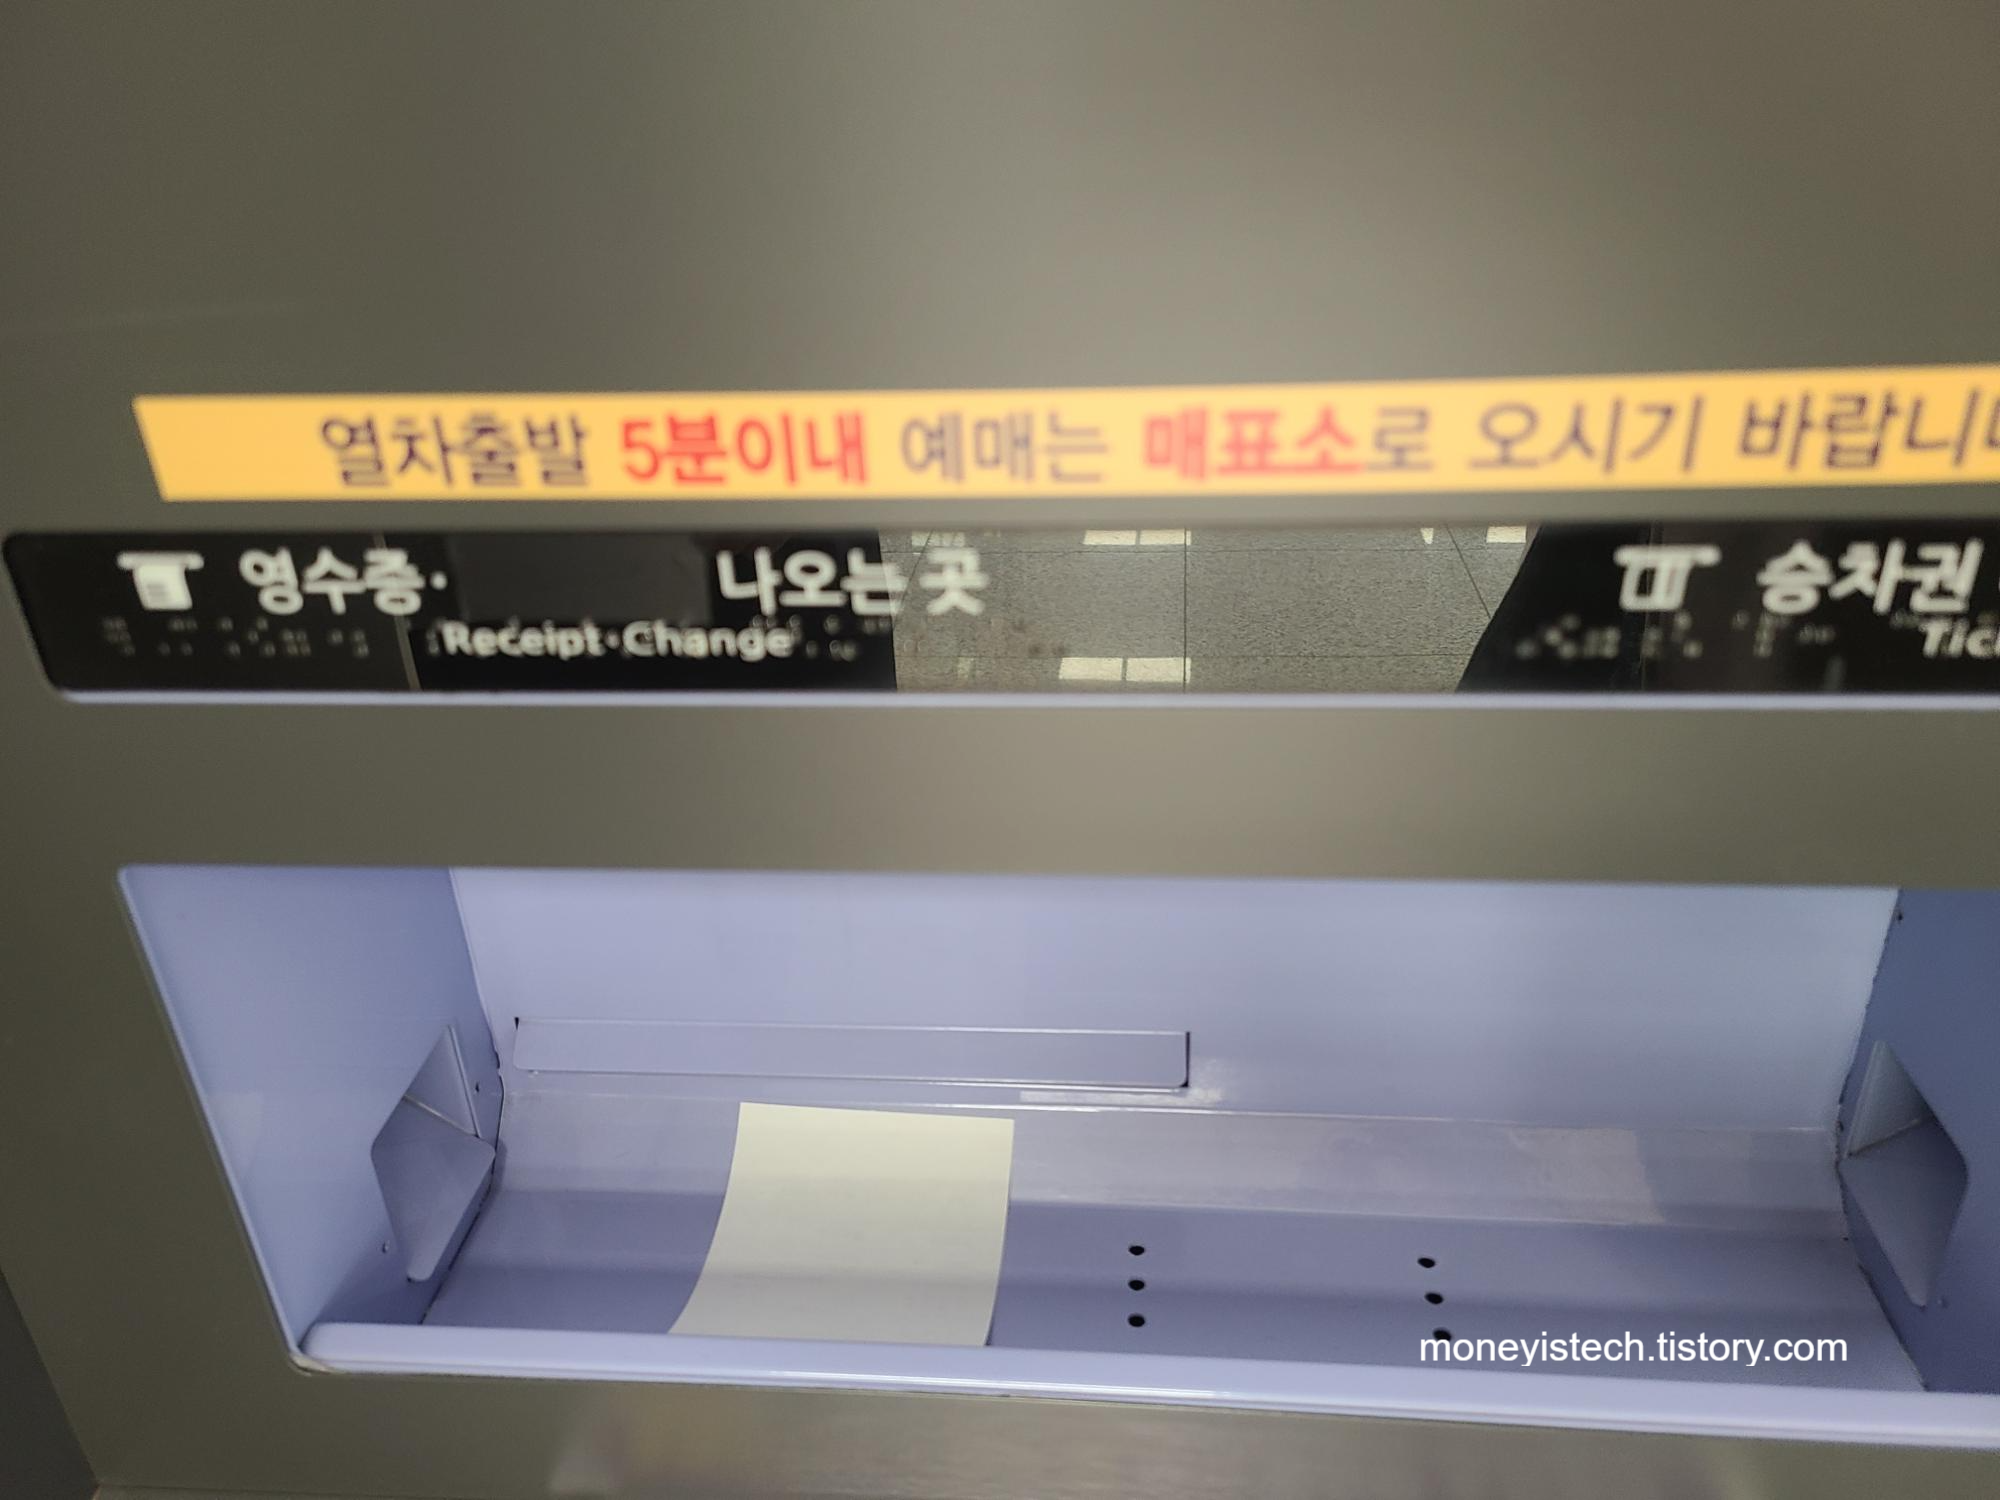 열차출발 5분이내 예매는 매표소로 오시기 바랍니
영수증· 나오는 곳
Receipt·Change
승차권
moneyistech.tistory.com